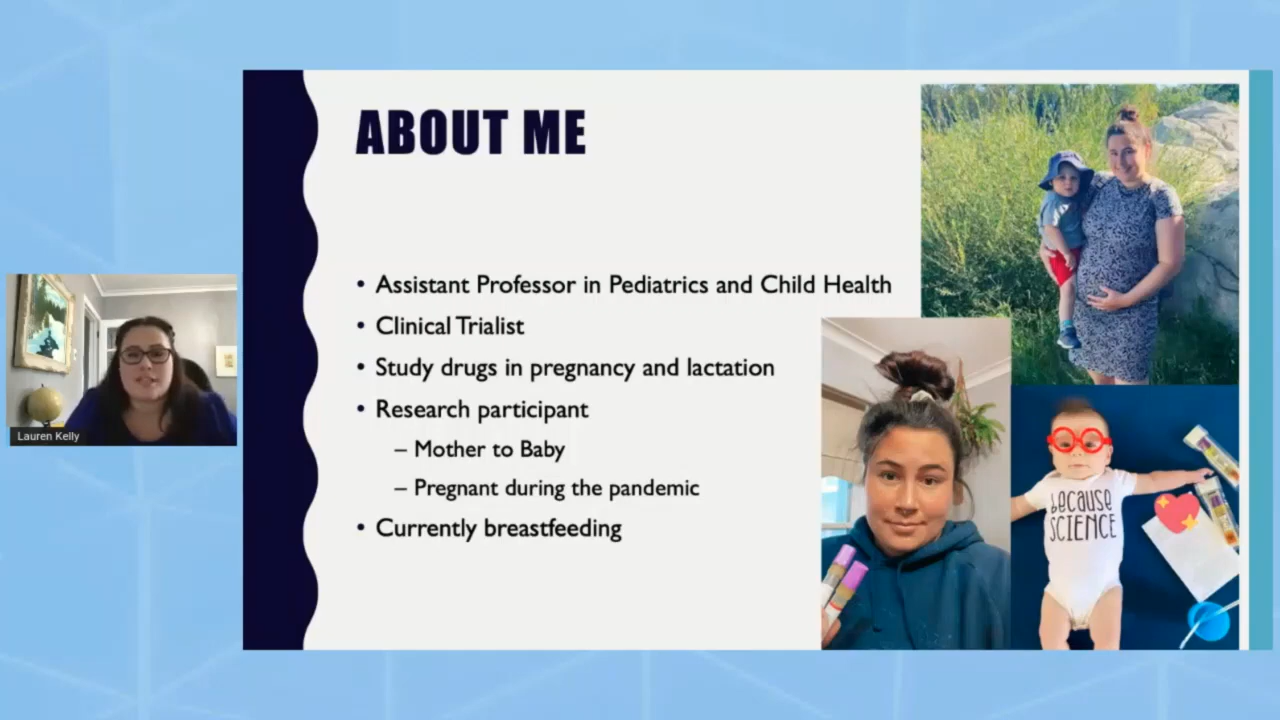 ABOUT ME
• Assistant Professor in Pediatrics and Child Health
• Clinical Trialist
• Study drugs in pregnancy and lactation
• Research participant
– Mother to Baby
– Pregnant during the pandemic
• Currently breastfeeding
Lauren Kelly
because
SCIENCE